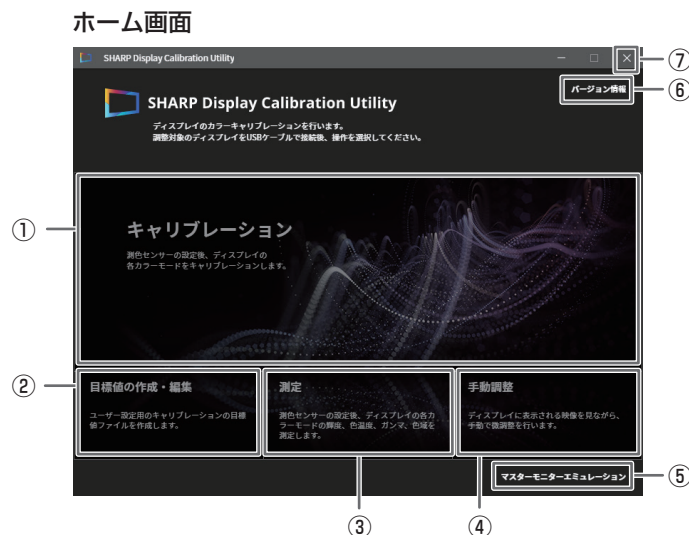 ホーム画面
SHARP Display Calibration Utility
⑦
バージョン情報
⑥
SHARP Display Calibration Utility
ディスプレイのカラーキャリブレーションを行います。
調整対象のディスプレイをUSBケーブルで接続後、操作を選択してください。
①
キャリブレーション
測色センサーの設定後、ディスプレイの
各カラーモードをキャリブレーションします。
②
目標値の作成・編集
ユーザー設定用のキャリブレーションの目標
値ファイルを作成します。
測定
測色センサーの設定後、ディスプレイの各カ
ラーモードの輝度、色温度、ガンマ、色域を
測定します。
手動調整
ディスプレイに表示される映像を見ながら、
手動で微調整を行います。
マスターモニターエミュレーション
⑤
③
④